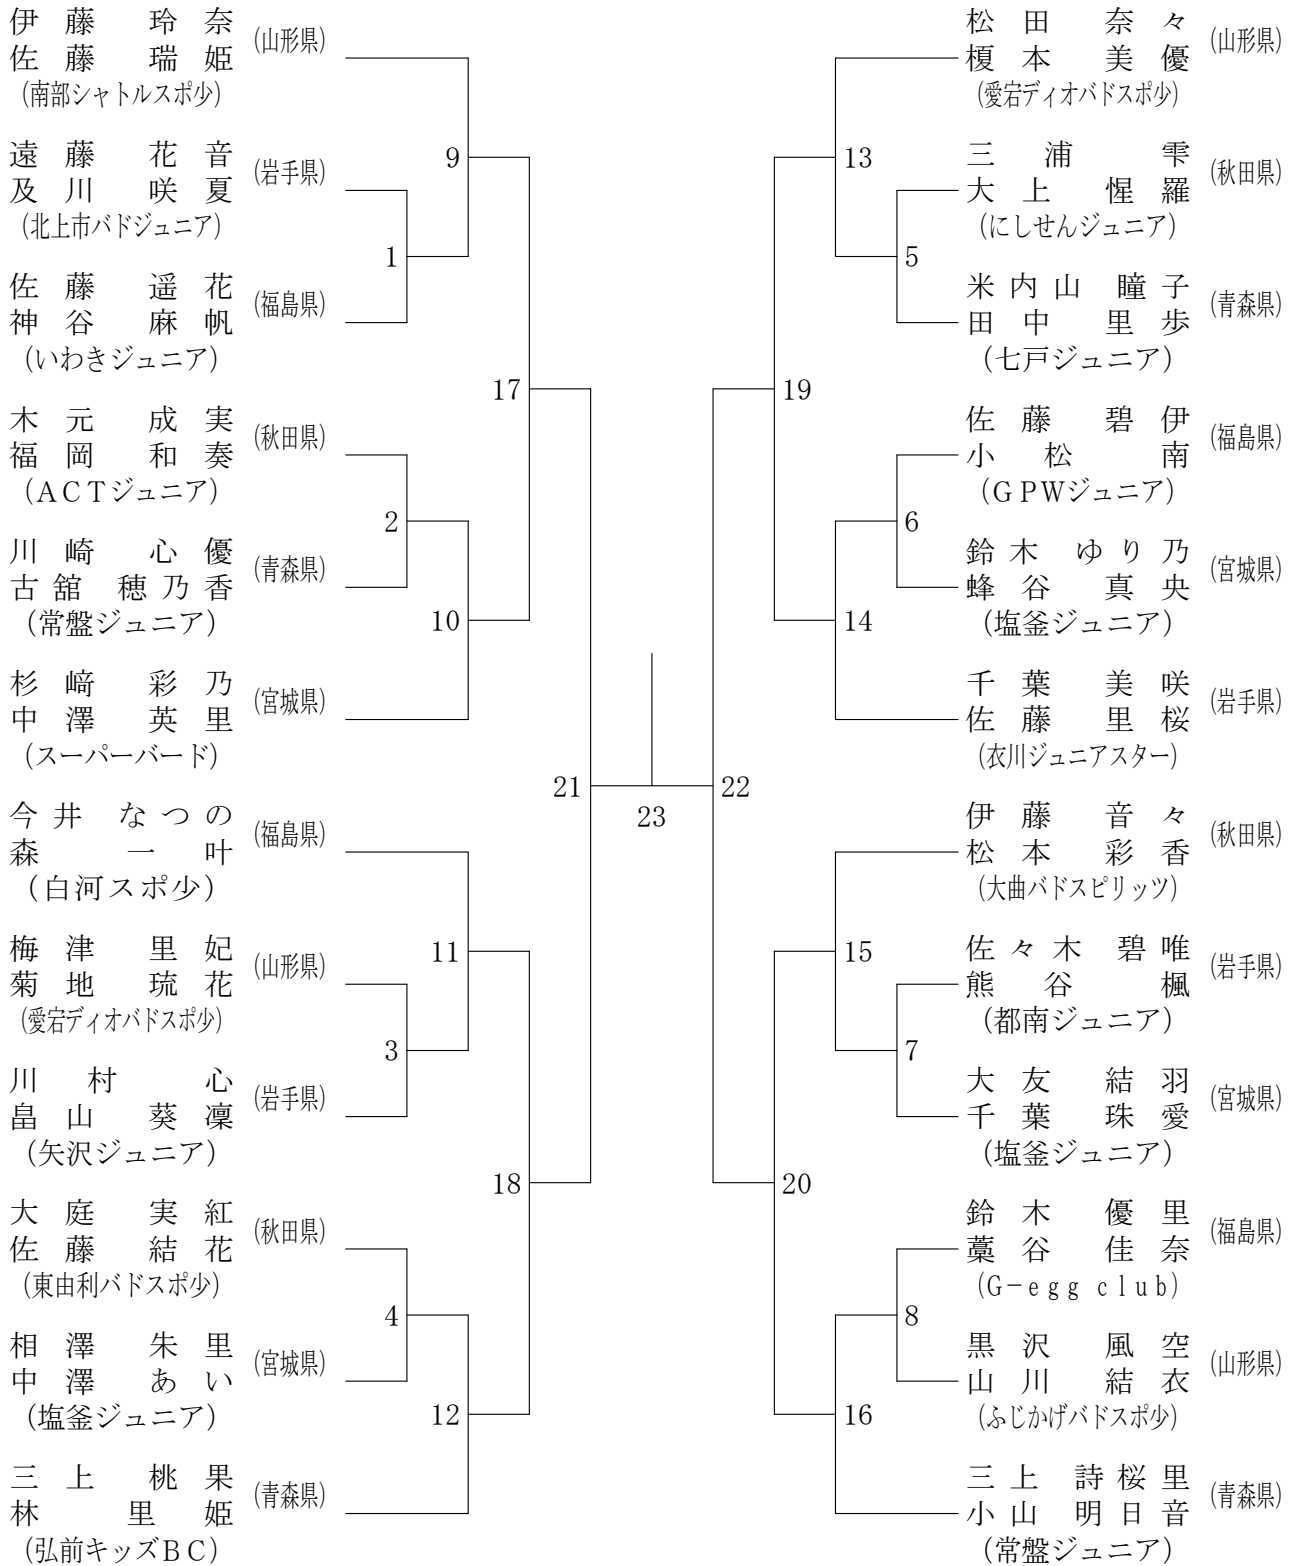 伊藤　玲奈 (山形県)
佐藤　瑞姫
(南部シャトルスポ少)
遠藤　花音 (岩手県)
及川　咲夏
(北上市バドジュニア)
佐藤　遥花 (福島県)
神谷　麻帆
(いわきジュニア)
木元　成実 (秋田県)
福岡　和奏
(ＡＣＴジュニア)
川崎　心優 (青森県)
古舘　穂乃香
(常盤ジュニア)
杉﨑　彩乃 (宮城県)
中澤　英里
(スーパーバード)
今井　なつの (福島県)
森　一叶
(白河スポ少)
梅津　里妃 (山形県)
菊地　琉花
(愛宕ディオバドスポ少)
川村　心 (岩手県)
畠山　葵凜
(矢沢ジュニア)
大庭　実紅 (秋田県)
佐藤　結花
(東由利バドスポ少)
相澤　朱里 (宮城県)
中澤　あい
(塩釜ジュニア)
三上　桃果 (青森県)
林　里姫
(弘前キッズＢＣ)
9
1
17
2
10
21
11
3
18
4
12
23
13
5
19
6
14
22
15
7
20
8
16
松田　奈々 (山形県)
榎本　美優
(愛宕ディオバドスポ少)
三浦　雫 (秋田県)
大上　惺羅
(にしせんジュニア)
米内山　瞳子 (青森県)
田中　里歩
(七戸ジュニア)
佐藤　碧伊 (福島県)
小松　南
(ＧＰＷジュニア)
鈴木　ゆり乃 (宮城県)
蜂谷　真央
(塩釜ジュニア)
千葉　美咲 (岩手県)
佐藤　里桜
(衣川ジュニアスター)
伊藤　音々 (秋田県)
松本　彩香
(大曲バドスピリッツ)
佐々木　碧唯 (岩手県)
熊谷　楓
(都南ジュニア)
大友　結羽 (宮城県)
千葉　珠愛
(塩釜ジュニア)
鈴木　優里 (福島県)
藁谷　佳奈
(G－egg club)
黒沢　風空 (山形県)
山川　結衣
(ふじかげバドスポ少)
三上　詩桜里 (青森県)
小山　明日音
(常盤ジュニア)